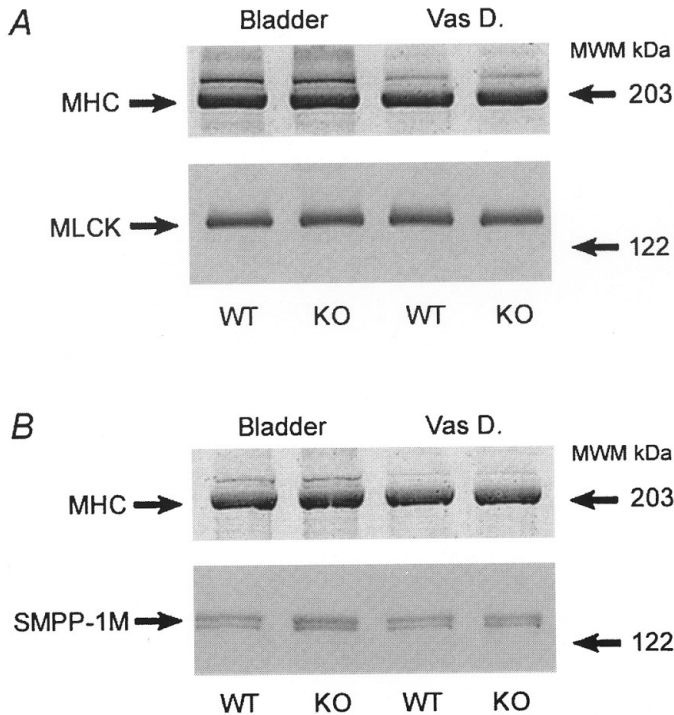 A
Bladder Vas D.
MWM kDa
MHC
203
MLCK
122
WT KO WT KO
B
Bladder Vas D.
MWM kDa
MHC
203
SMPP-1M
122
WT KO WT KO